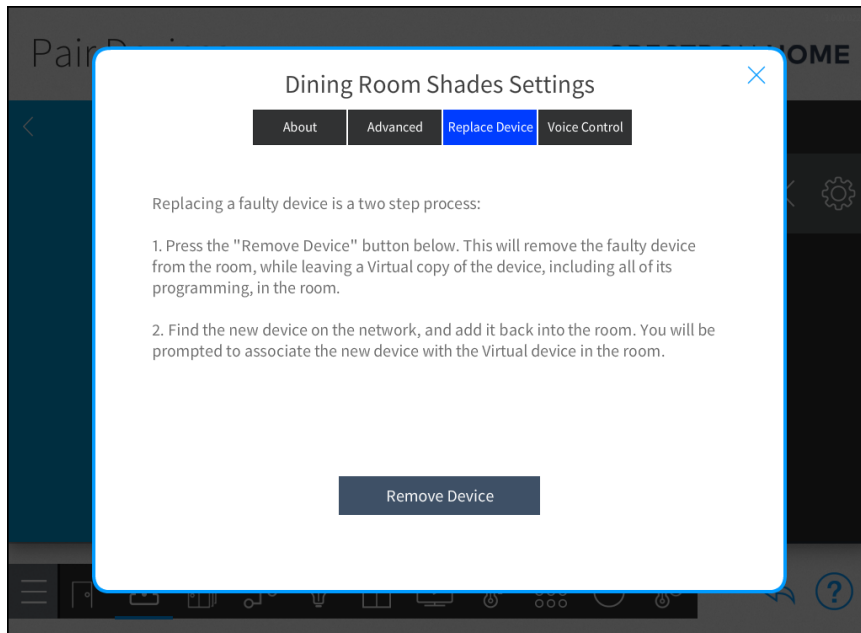 Pair
OME
Dining Room Shades Settings
About Advanced Replace Device Voice Control
Replacing a faulty device is a two step process:
1. Press the "Remove Device" button below. This will remove the faulty device
from the room, while leaving a Virtual copy of the device, including all of its
programming, in the room.
2. Find the new device on the network, and add it back into the room. You will be
prompted to associate the new device with the Virtual device in the room.
Remove Device
?